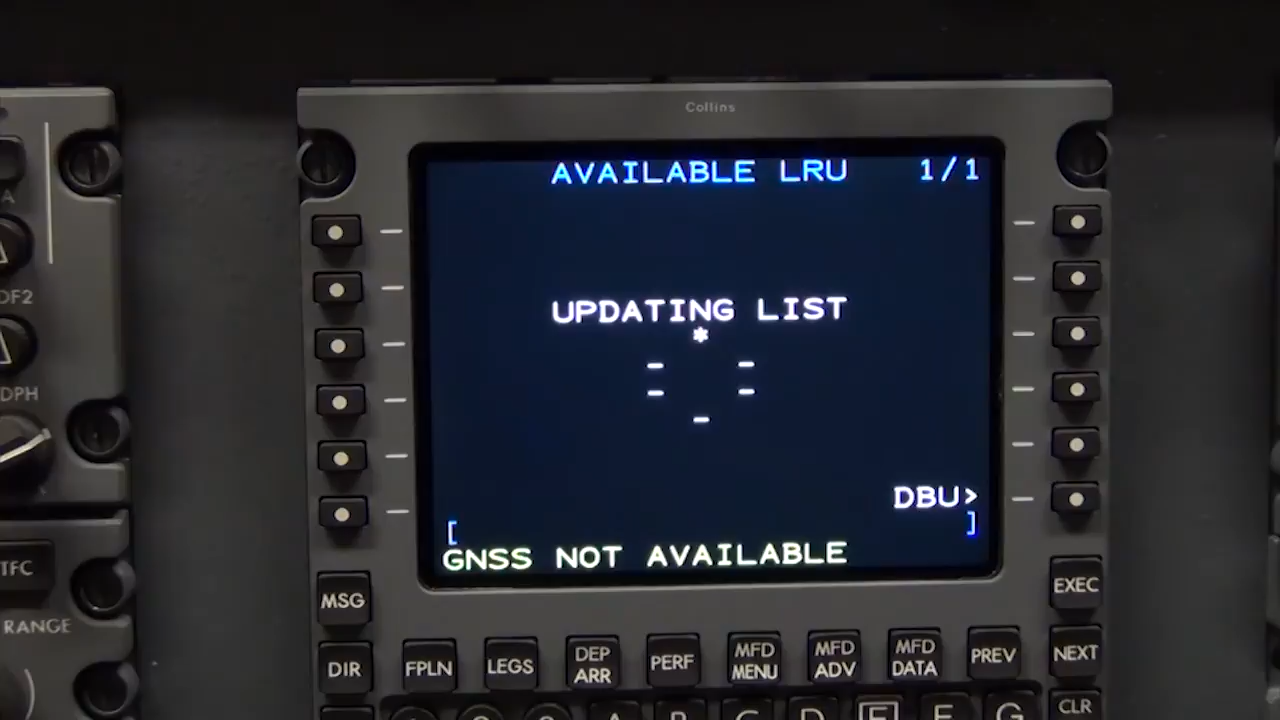 Collins
AVAILABLE LRU 1/1
UPDATING LIST
*
- -
- -
-
DBU>
[ ]
GNSS NOT AVAILABLE
MSG
EXEC
DIR
FPLN
LEGS
DEP
ARR
PERF
MFD
MENU
MFD
ADV
MFD
DATA
PREV
NEXT
CLR
A
DF2
DPH
TFC
RANGE